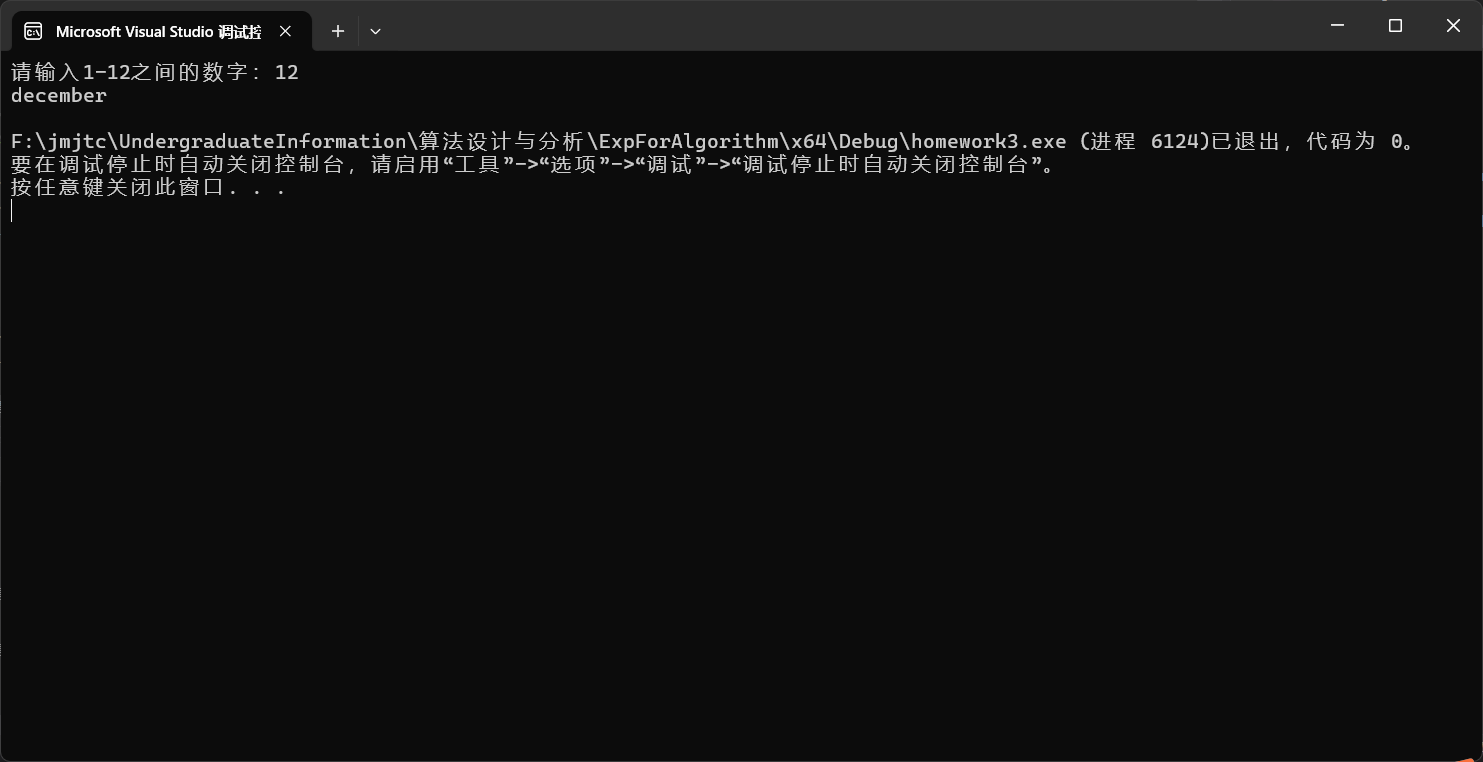 Microsoft Visual Studio 调试控
请输入1-12之间的数字：12
december
F:\jmjtc\UndergraduateInformation\算法设计与分析\ExpForAlgorithm\x64\Debug\homework3.exe (进程 6124)已退出，代码为 0。
要在调试停止时自动关闭控制台，请启用“工具”->“选项”->“调试”->“调试停止时自动关闭控制台”。
按任意键关闭此窗口. . .